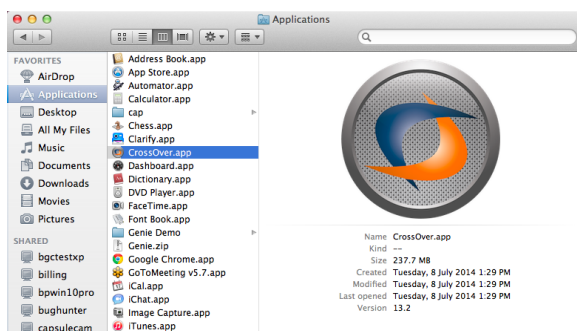 Applications
FAVORITES
AirDrop
Applications
Desktop
All My Files
Music
Documents
Downloads
Movies
Pictures
SHARED
bgctestxp
billing
bpwin10pro
bughunter
capsulecam
Address Book.app
App Store.app
Automator.app
Calculator.app
cap
Chess.app
Clarify.app
CrossOver.app
Dashboard.app
Dictionary.app
DVD Player.app
FaceTime.app
Font Book.app
Genie Demo
Genie.zip
Google Chrome.app
GoToMeeting v5.7.app
iCal.app
iChat.app
Image Capture.app
iTunes.app
Name CrossOver.app
Kind --
Size 237.7 MB
Created Tuesday, 8 July 2014 1:29 PM
Modified Tuesday, 8 July 2014 1:29 PM
Last opened Tuesday, 8 July 2014 1:29 PM
Version 13.2